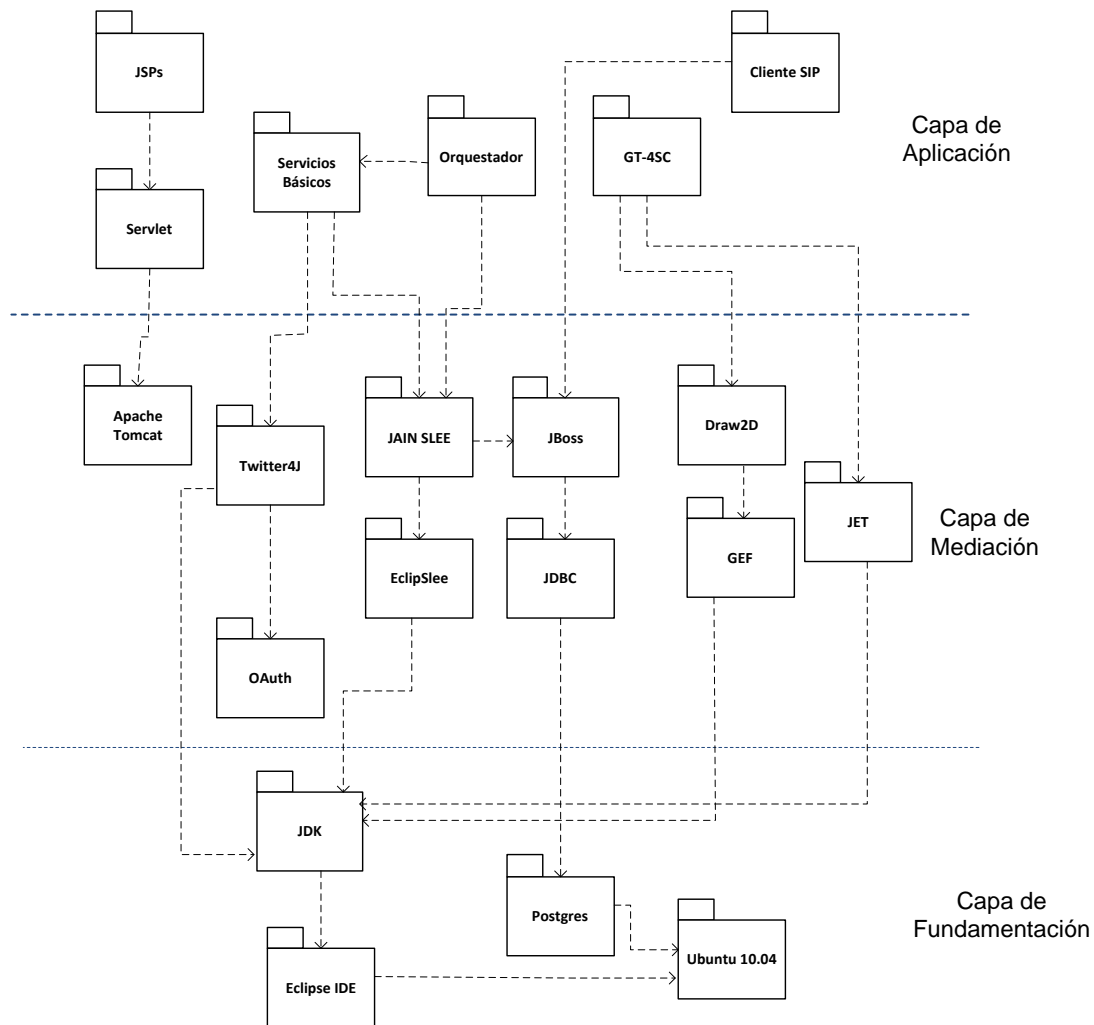 JSPs
Cliente SIP
Capa de
Aplicación
Servicios
Básicos
Orquestador
GT-4SC
Servlet
Apache
Tomcat
Twitter4J
JAIN SLEE
JBoss
Draw2D
JET
Capa de
Mediación
EclipSlee
JDBC
GEF
OAuth
JDK
Postgres
Ubuntu 10.04
Capa de
Fundamentación
Eclipse IDE